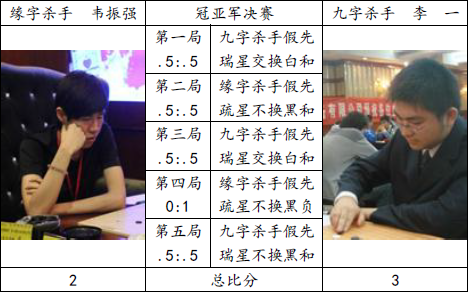 缘字杀手 韦振强 冠亚军决赛 九字杀手 李 一
第一局 九字杀手假先
.5:.5 瑞星交换白和
第二局 缘字杀手假先
.5:.5 疏星不换黑和
第三局 九字杀手假先
.5:.5 瑞星交换白和
第四局 缘字杀手假先
0:1 疏星不换黑负
第五局 九字杀手假先
.5:.5 瑞星不换黑和
2 总比分 3